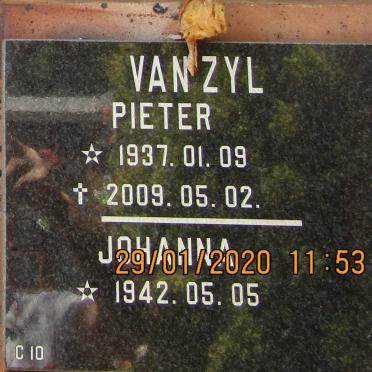 VAN ZYL
PIETER
☆ 1937.01.09
✝ 2009.05.02.
JOHANNA
29/01/2020 11:53
☆ 1942.05.05
C 10